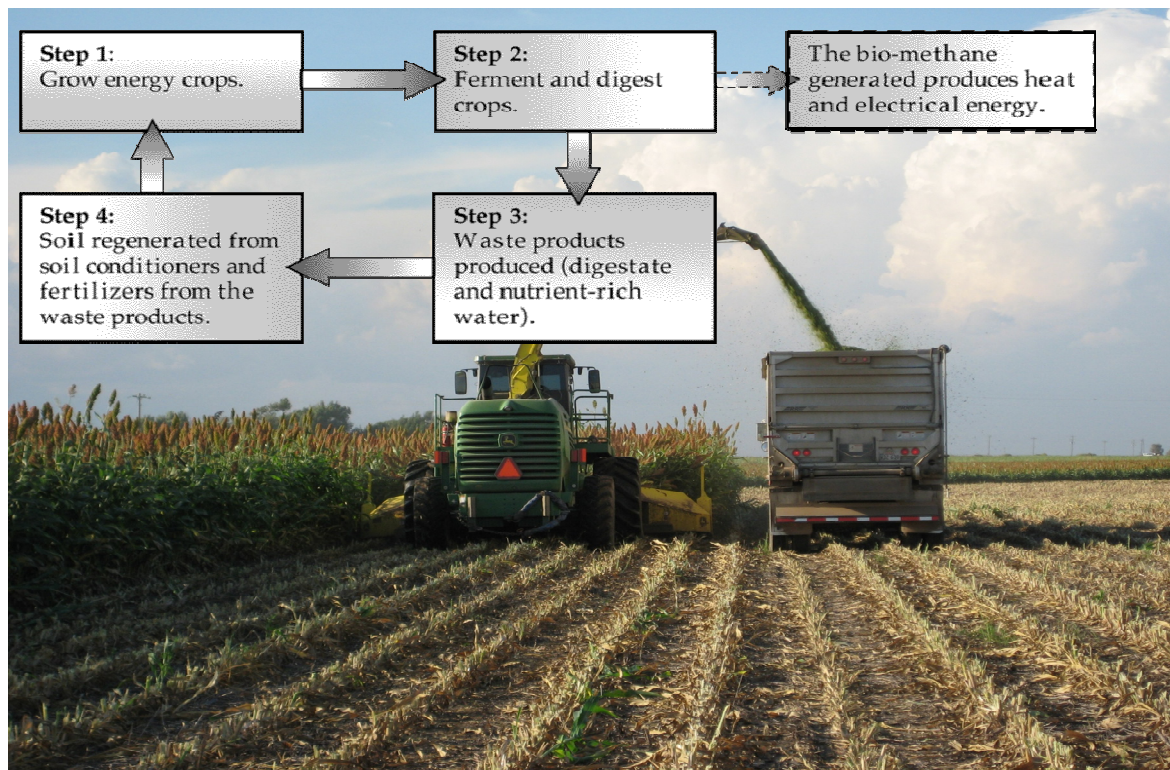 Step 1:
Grow energy crops.
Step 2:
Ferment and digest
crops.
The bio-methane
generated produces heat
and electrical energy.
Step 4:
Soil regenerated from
soil conditioners and
fertilizers from the
waste products.
Step 3:
Waste products
produced (digestate
and nutrient-rich
water).